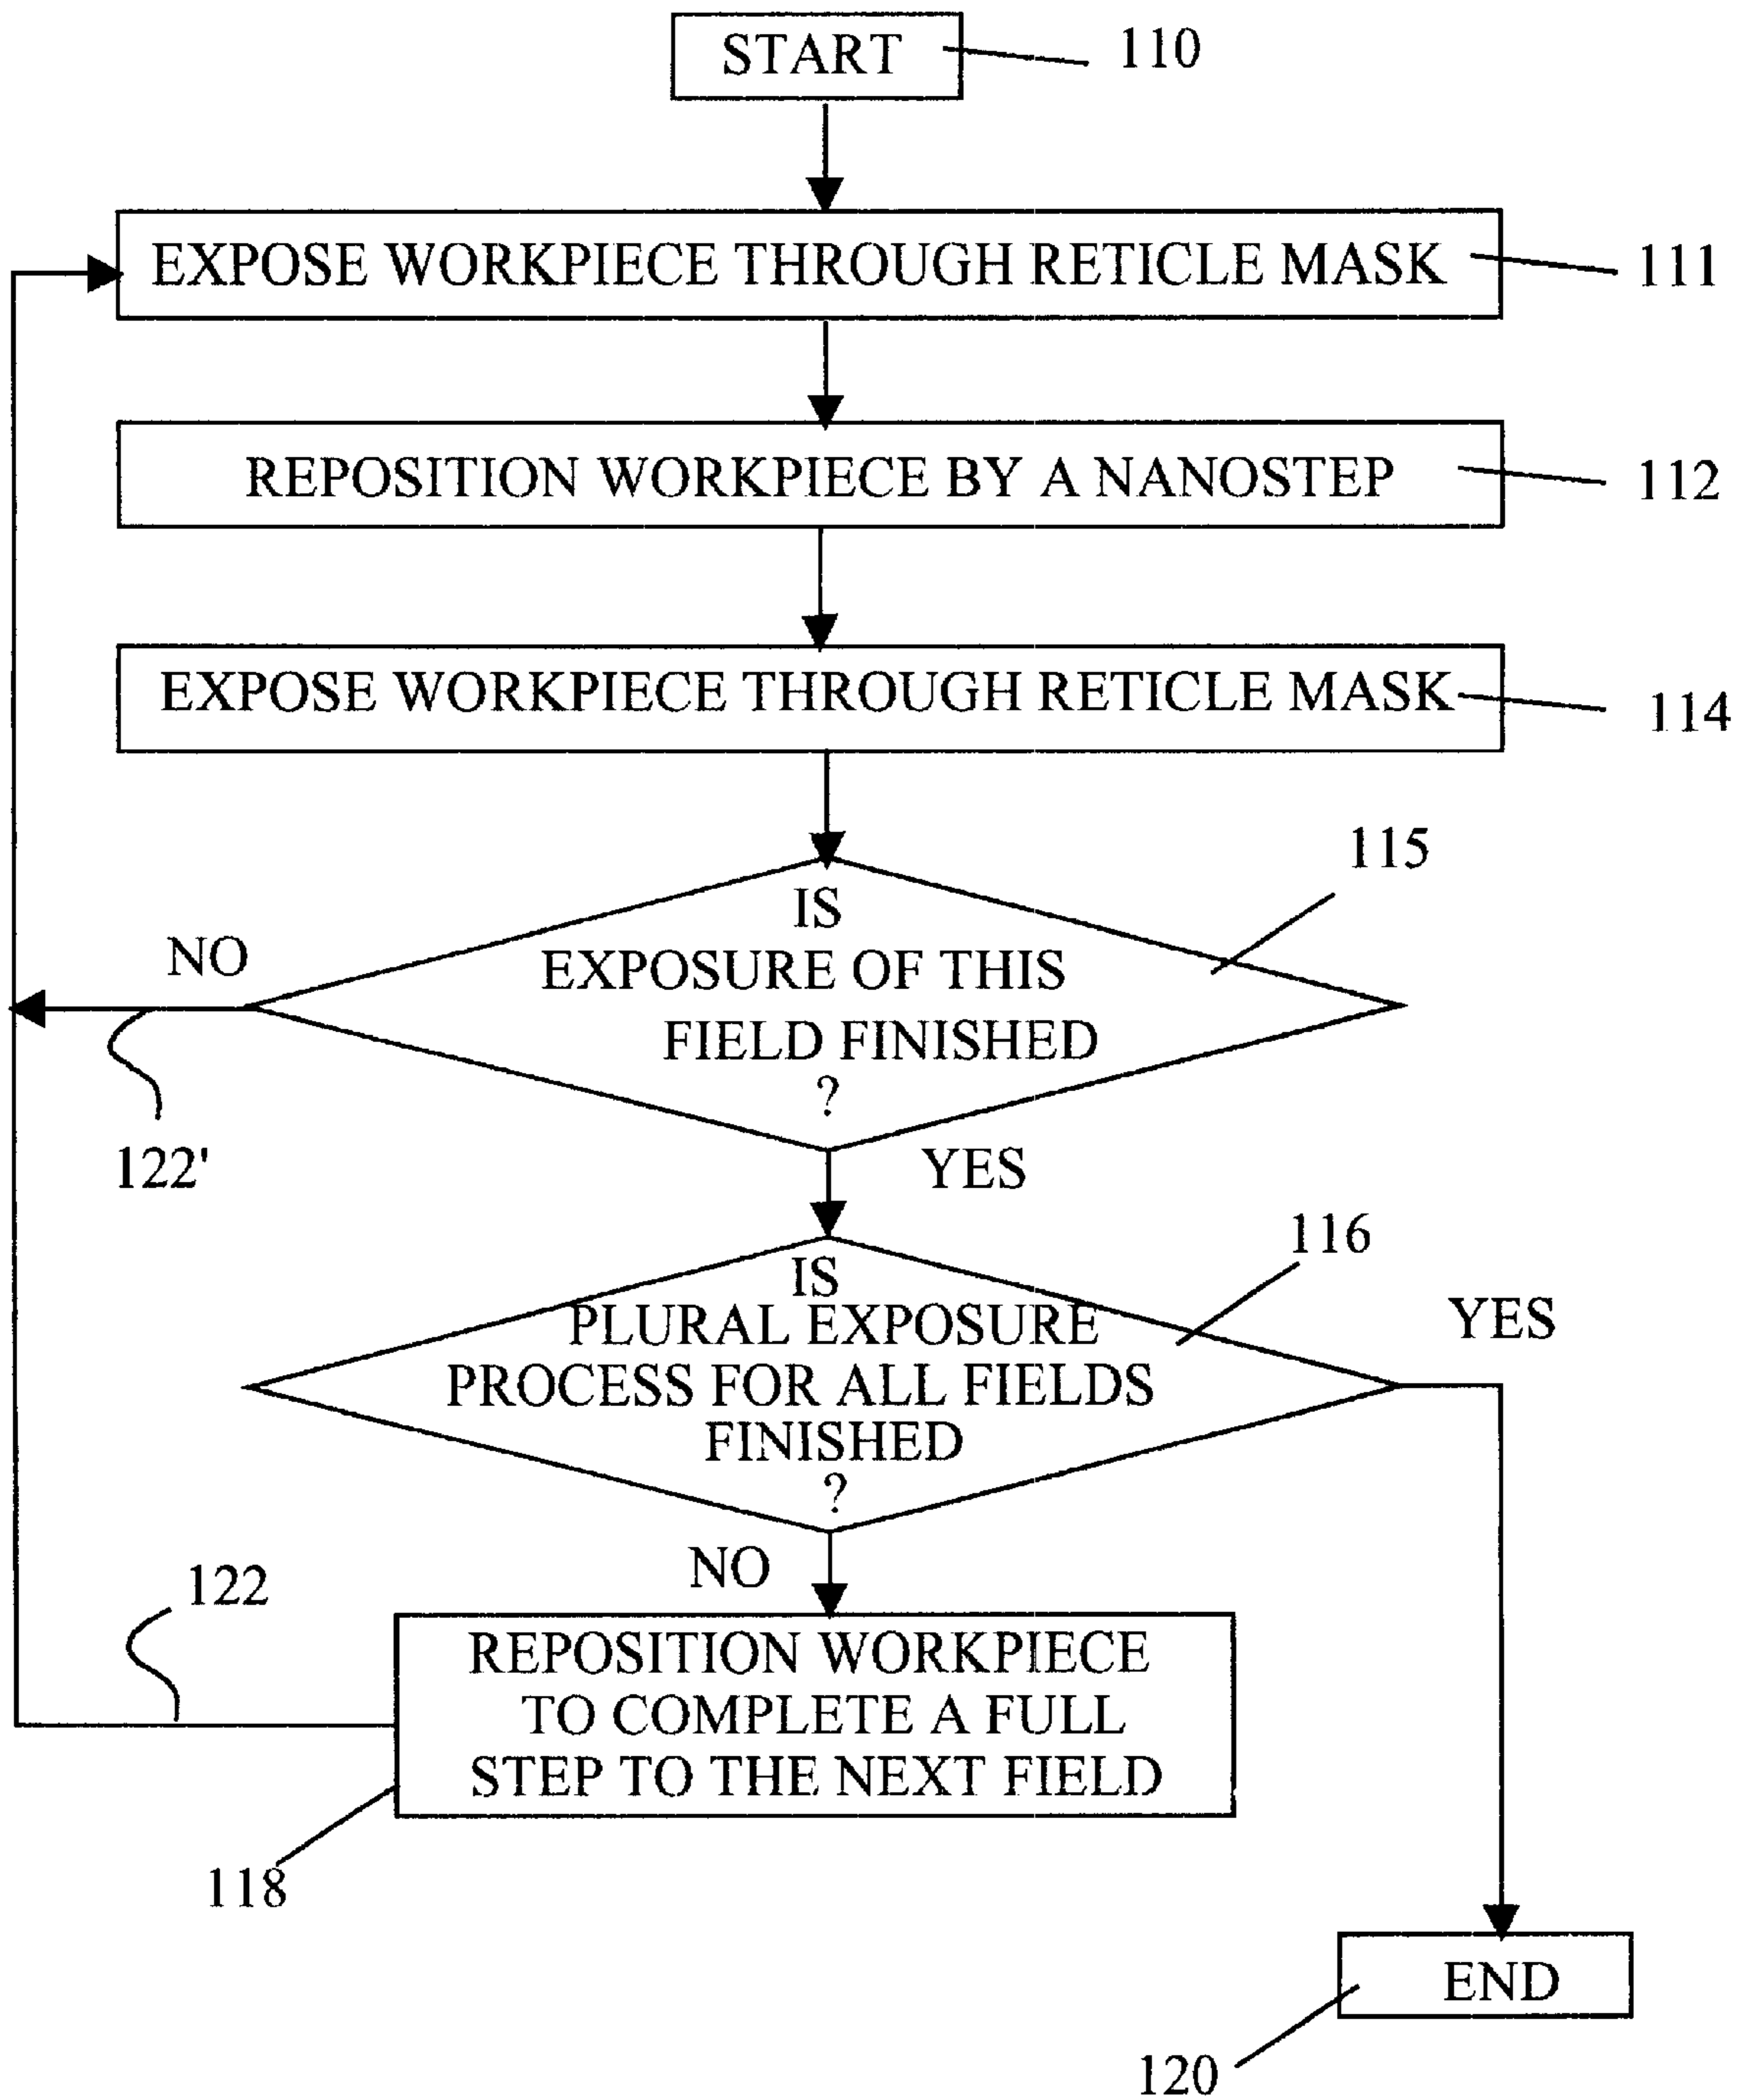 START
110
EXPOSE WORKPIECE THROUGH RETICLE MASK
111
REPOSITION WORKPIECE BY A NANOSTEP
112
EXPOSE WORKPIECE THROUGH RETICLE MASK
114
115
IS
EXPOSURE OF THIS
FIELD FINISHED
?
NO
122'
YES
116
IS
PLURAL EXPOSURE
PROCESS FOR ALL FIELDS
FINISHED
?
YES
NO
122
REPOSITION WORKPIECE
TO COMPLETE A FULL
STEP TO THE NEXT FIELD
118
END
120